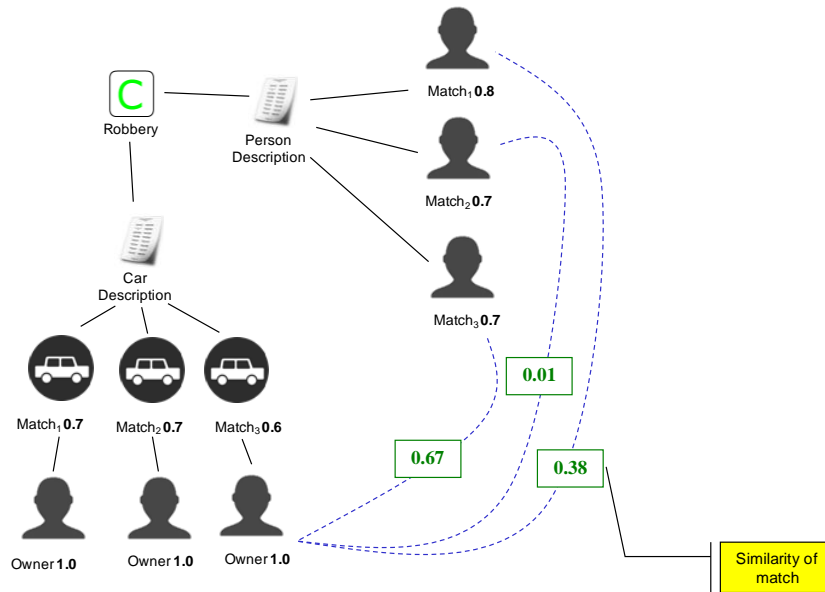 C
Robbery
Person
Description
Match₁ 0.8
Match₂ 0.7
Match₃ 0.7
Car
Description
Match₁ 0.7
Match₂ 0.7
Match₃ 0.6
Owner 1.0
Owner 1.0
Owner 1.0
0.01
0.67
0.38
Similarity of
match